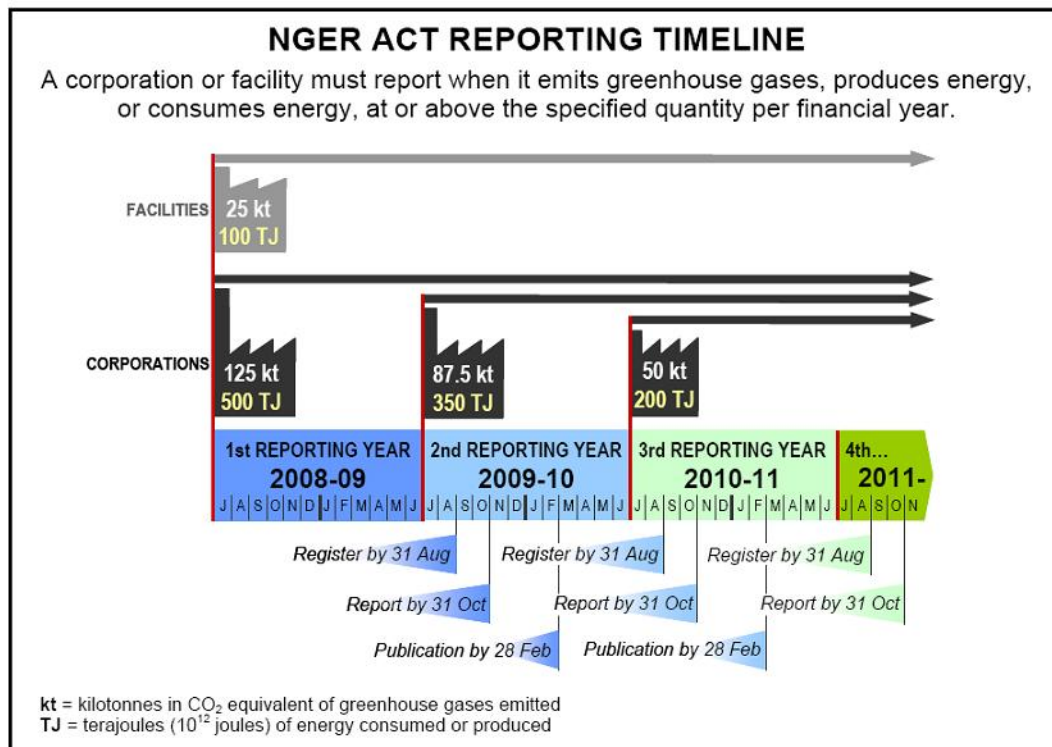 NGER ACT REPORTING TIMELINE
A corporation or facility must report when it emits greenhouse gases, produces energy,
or consumes energy, at or above the specified quantity per financial year.
FACILITIES
25 kt
100 TJ
CORPORATIONS
125 kt
500 TJ
87.5 kt
350 TJ
50 kt
200 TJ
1st REPORTING YEAR
2008-09
J A S O N D J F M A M J
2nd REPORTING YEAR
2009-10
J A S O N D J F M A M J
3rd REPORTING YEAR
2010-11
J A S O N D J F M A M J
4th...
2011-
J A S O N
Register by 31 Aug
Register by 31 Aug
Register by 31 Aug
Report by 31 Oct
Report by 31 Oct
Report by 31 Oct
Publication by 28 Feb
Publication by 28 Feb
kt = kilotonnes in CO₂ equivalent of greenhouse gases emitted
TJ = terajoules (10¹² joules) of energy consumed or produced